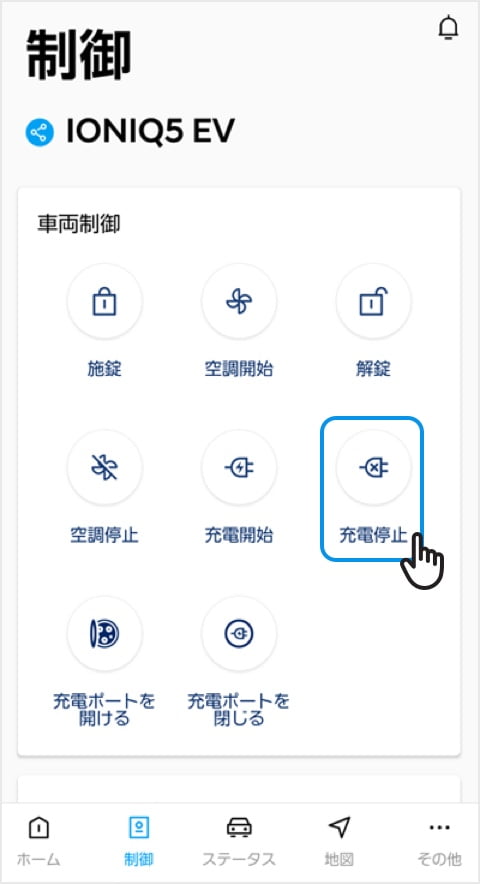 制御
IONIQ5 EV
車両制御
施錠
空調開始
解錠
空調停止
充電開始
充電停止
充電ポートを
開ける
充電ポートを
閉じる
ホーム
制御
ステータス
地図
その他